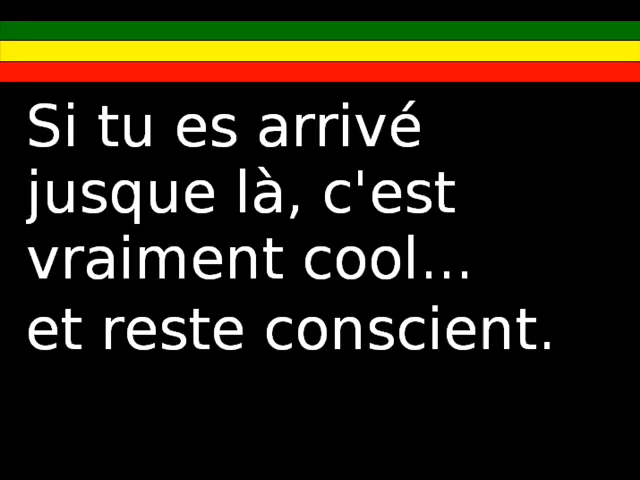 Si tu es arrivé
jusque là, c'est
vraiment cool...
et reste conscient.